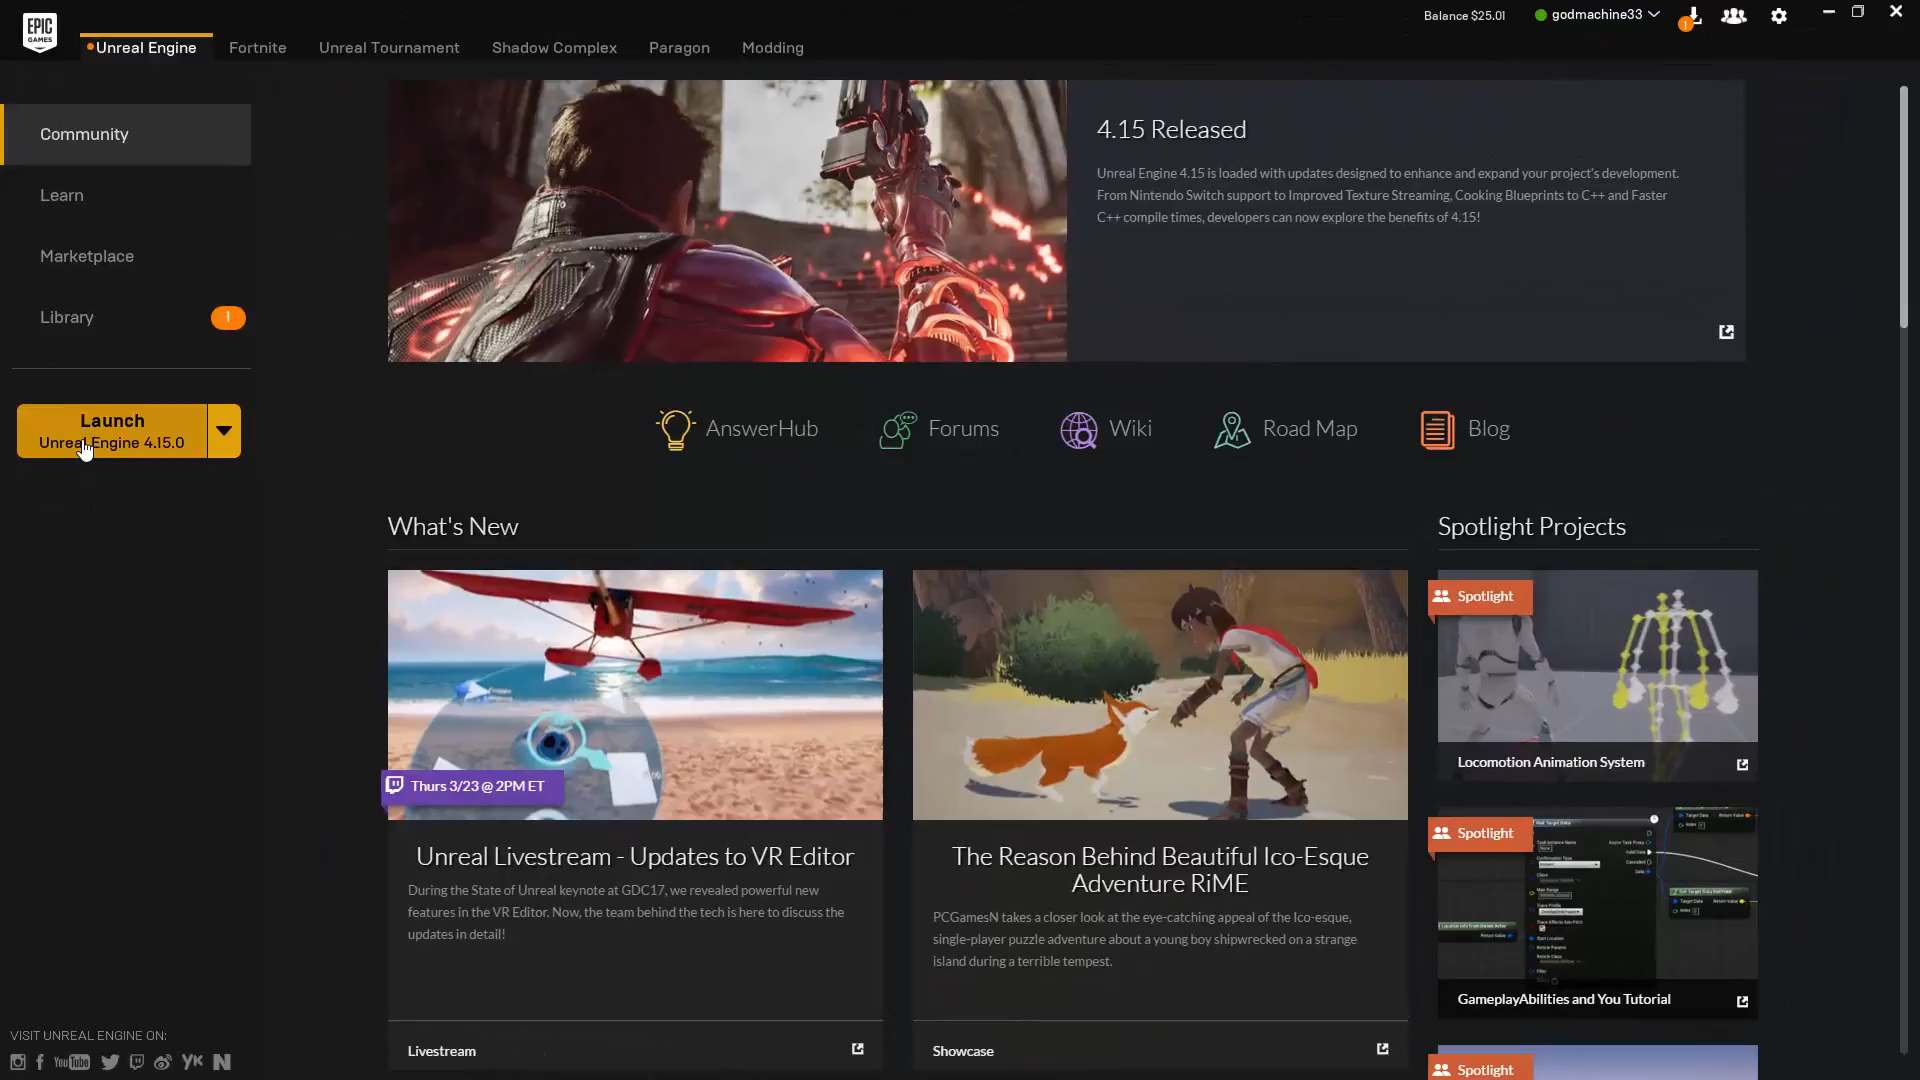 EPIC
GAMES
Unreal Engine
Fortnite
Unreal Tournament
Shadow Complex
Paragon
Modding
Balance $25.01
godmachine33
Community
Learn
Marketplace
Library
1
Launch
Unreal Engine 4.15.0
4.15 Released
Unreal Engine 4.15 is loaded with updates designed to enhance and expand your project's development.
From Nintendo Switch support to Improved Texture Streaming, Cooking Blueprints to C++ and Faster
C++ compile times, developers can now explore the benefits of 4.15!
AnswerHub
Forums
Wiki
Road Map
Blog
What's New
Thurs 3/23 @ 2PM ET
Unreal Livestream - Updates to VR Editor
During the State of Unreal keynote at GDC17, we revealed powerful new
features in the VR Editor. Now, the team behind the tech is here to discuss the
updates in detail!
Livestream
The Reason Behind Beautiful Ico-Esque
Adventure RiME
PCGamesN takes a closer look at the eye-catching appeal of the Ico-esque,
single-player puzzle adventure about a young boy shipwrecked on a strange
island during a terrible tempest.
Showcase
Spotlight Projects
Spotlight
Locomotion Animation System
Spotlight
GameplayAbilities and You Tutorial
Spotlight
VISIT UNREAL ENGINE ON:
You Tube